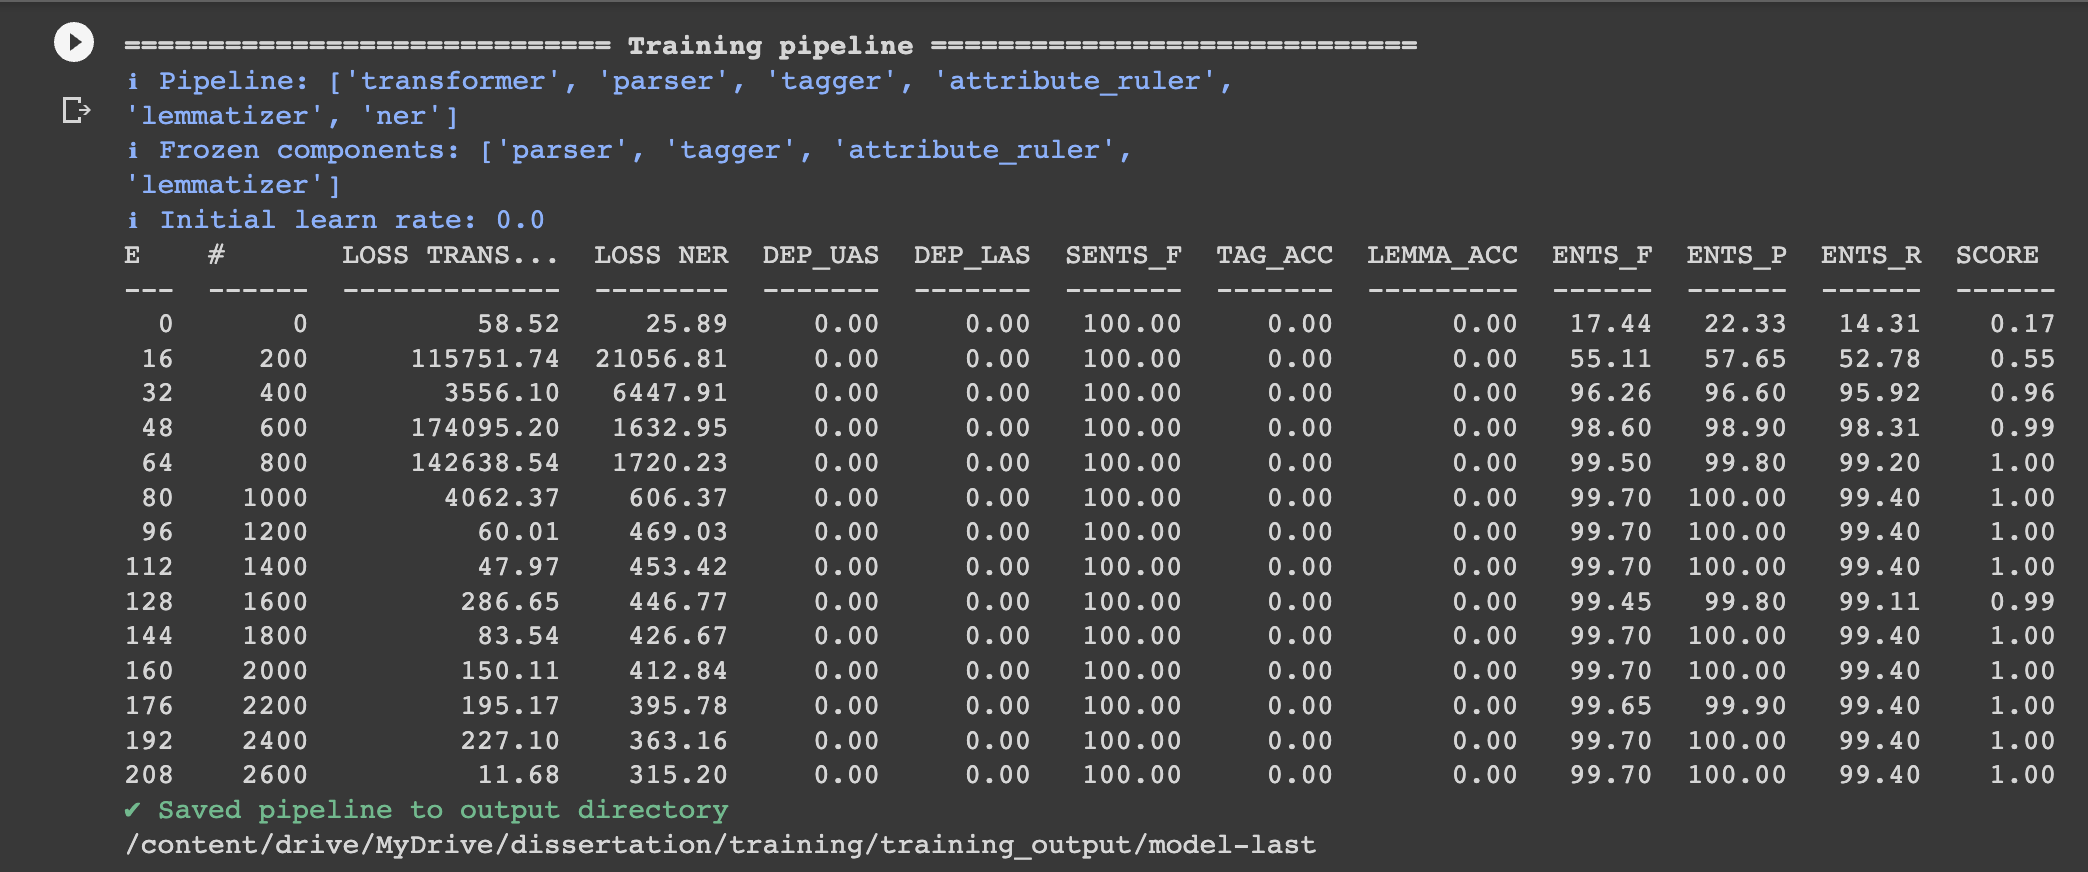 ============================= Training pipeline =============================
ℹ Pipeline: ['transformer', 'parser', 'tagger', 'attribute_ruler',
'lemmatizer', 'ner']
ℹ Frozen components: ['parser', 'tagger', 'attribute_ruler',
'lemmatizer']
ℹ Initial learn rate: 0.0
E # LOSS TRANS... LOSS NER DEP_UAS DEP_LAS SENTS_F TAG_ACC LEMMA_ACC ENTS_F ENTS_P ENTS_R SCORE
--- ------ ------------- -------- ------- ------- ------- ------- --------- ------ ------ ------ ------
0 0 58.52 25.89 0.00 0.00 100.00 0.00 0.00 17.44 22.33 14.31 0.17
16 200 115751.74 21056.81 0.00 0.00 100.00 0.00 0.00 55.11 57.65 52.78 0.55
32 400 3556.10 6447.91 0.00 0.00 100.00 0.00 0.00 96.26 96.60 95.92 0.96
48 600 174095.20 1632.95 0.00 0.00 100.00 0.00 0.00 98.60 98.90 98.31 0.99
64 800 142638.54 1720.23 0.00 0.00 100.00 0.00 0.00 99.50 99.80 99.20 1.00
80 1000 4062.37 606.37 0.00 0.00 100.00 0.00 0.00 99.70 100.00 99.40 1.00
96 1200 60.01 469.03 0.00 0.00 100.00 0.00 0.00 99.70 100.00 99.40 1.00
112 1400 47.97 453.42 0.00 0.00 100.00 0.00 0.00 99.70 100.00 99.40 1.00
128 1600 286.65 446.77 0.00 0.00 100.00 0.00 0.00 99.45 99.80 99.11 0.99
144 1800 83.54 426.67 0.00 0.00 100.00 0.00 0.00 99.70 100.00 99.40 1.00
160 2000 150.11 412.84 0.00 0.00 100.00 0.00 0.00 99.70 100.00 99.40 1.00
176 2200 195.17 395.78 0.00 0.00 100.00 0.00 0.00 99.65 99.90 99.40 1.00
192 2400 227.10 363.16 0.00 0.00 100.00 0.00 0.00 99.70 100.00 99.40 1.00
208 2600 11.68 315.20 0.00 0.00 100.00 0.00 0.00 99.70 100.00 99.40 1.00
✔ Saved pipeline to output directory
/content/drive/MyDrive/dissertation/training/training_output/model-last